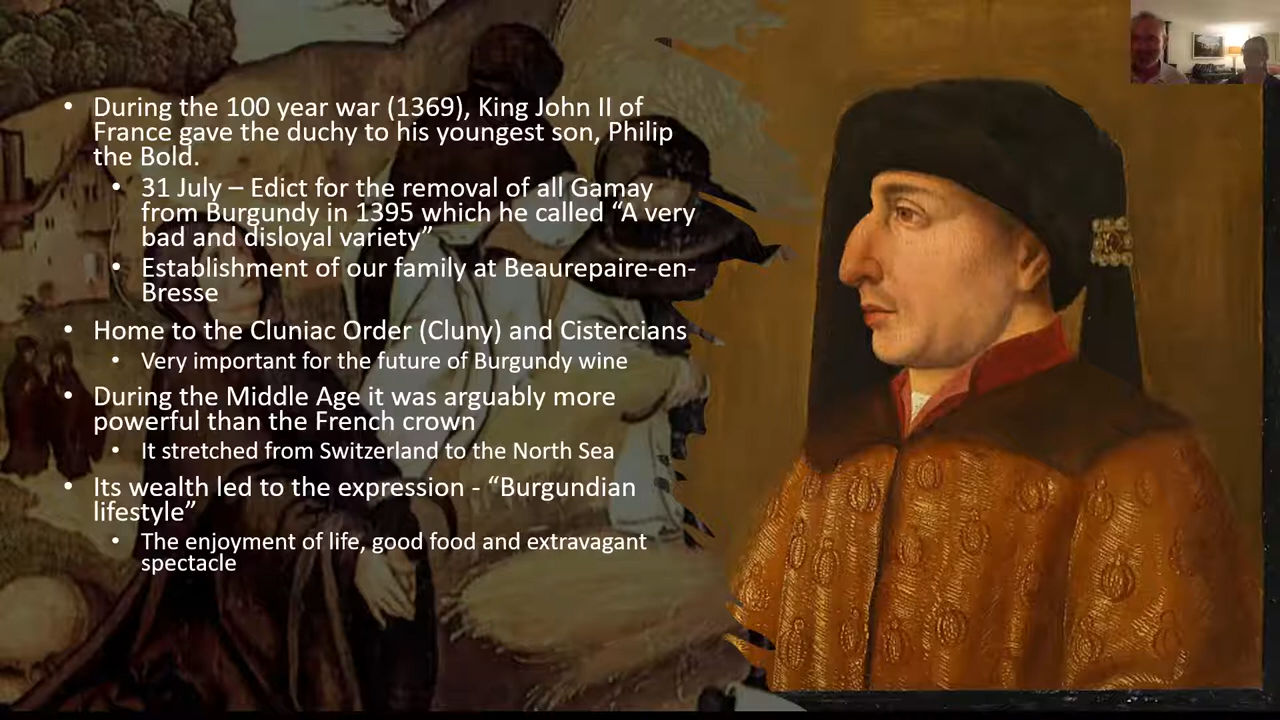 • During the 100 year war (1369), King John II of
France gave the duchy to his youngest son, Philip
the Bold.
• 31 July – Edict for the removal of all Gamay
from Burgundy in 1395 which he called “A very
bad and disloyal variety”
• Establishment of our family at Beaurepaire-en-
Bresse
• Home to the Cluniac Order (Cluny) and Cistercians
• Very important for the future of Burgundy wine
• During the Middle Age it was arguably more
powerful than the French crown
• It stretched from Switzerland to the North Sea
• Its wealth led to the expression - “Burgundian
lifestyle”
• The enjoyment of life, good food and extravagant
spectacle